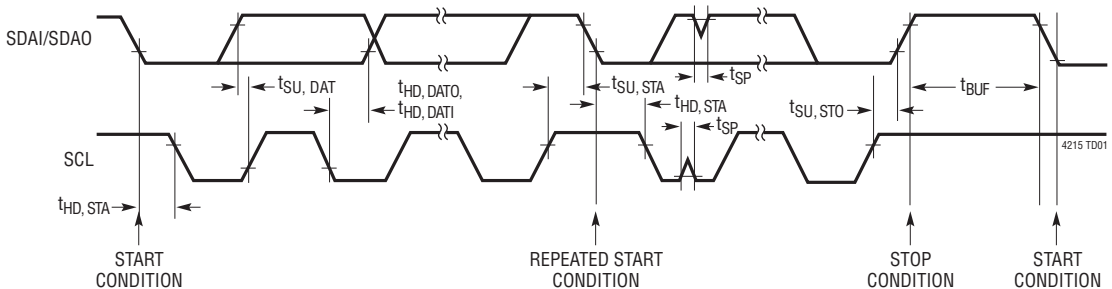 SDAI/SDAO
tSU, DAT
tHD, DATO,
tHD, DATI
tSU, STA
tHD, STA
tSP
tSP
tSU, STO
tBUF
4215 TD01
SCL
tHD, STA
START
CONDITION
REPEATED START
CONDITION
STOP
CONDITION
START
CONDITION